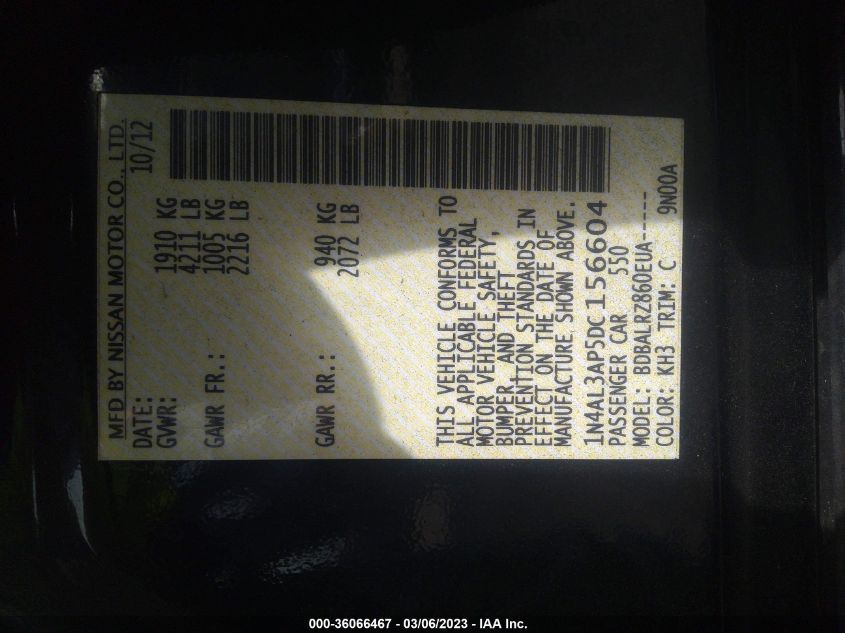 MFD BY NISSAN MOTOR CO., LTD.
DATE: 10/12
GVWR: 1910 KG
4211 LB
GAWR FR.: 1005 KG
2216 LB
GAWR RR.: 940 KG
2072 LB
THIS VEHICLE CONFORMS TO
ALL APPLICABLE FEDERAL
MOTOR VEHICLE SAFETY,
BUMPER, AND THEFT
PREVENTION STANDARDS IN
EFFECT ON THE DATE OF
MANUFACTURE SHOWN ABOVE.
1N4AL3AP5DC156604
PASSENGER CAR 550
MODEL: BDBALRZ860EUA-----
COLOR: KH3 TRIM: C 9N00A
000-36066467 - 03/06/2023 - IAA Inc.